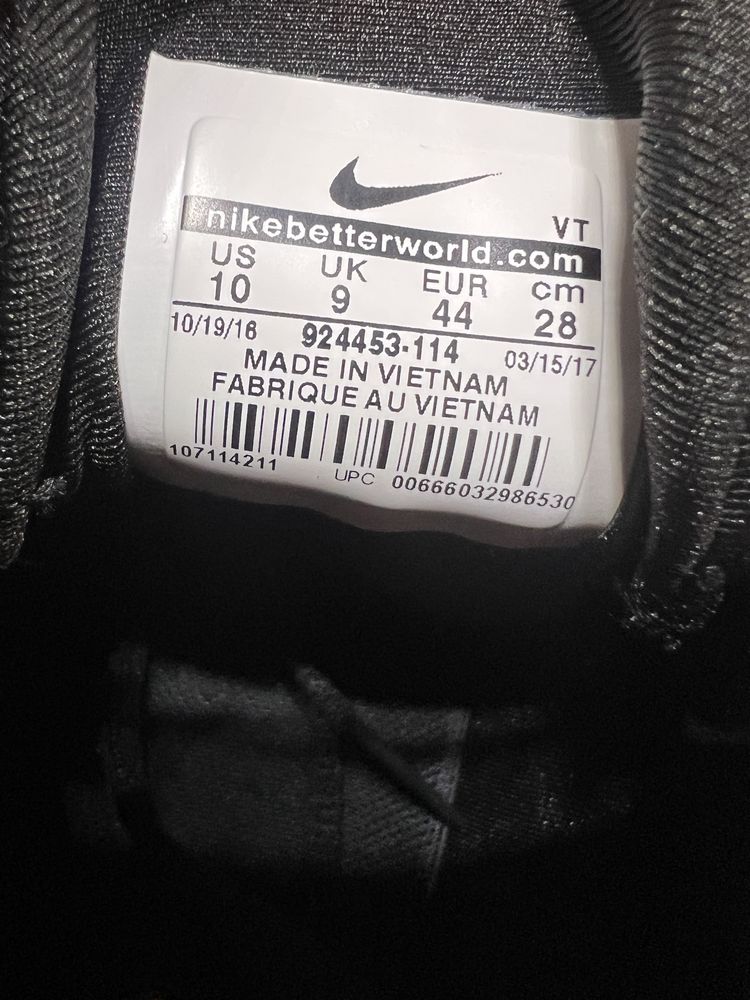 VT
nikebetterworld.com
US UK EUR cm
10 9 44 28
10/19/16 924453-114 03/15/17
MADE IN VIETNAM
FABRIQUE AU VIETNAM
107114211 UPC 00666032986530